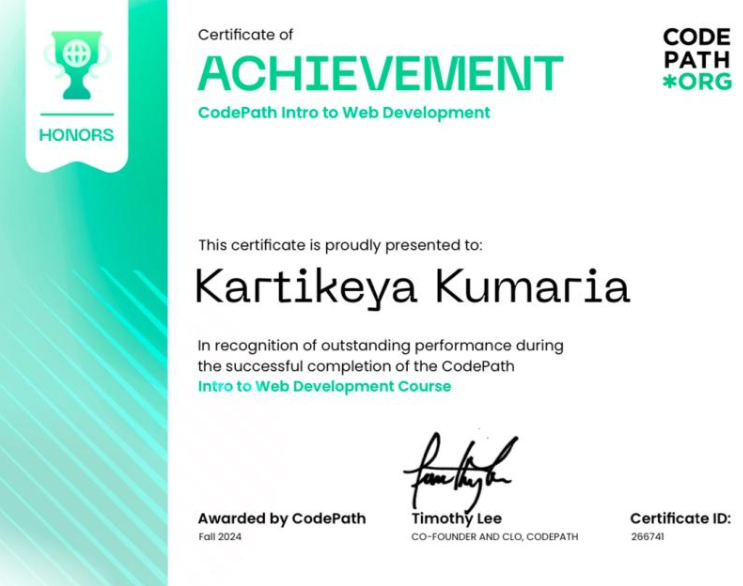 HONORS
Certificate of
ACHIEVEMENT
CodePath Intro to Web Development
CODE
PATH
*ORG
This certificate is proudly presented to:
Kartikeya Kumaria
In recognition of outstanding performance during
the successful completion of the CodePath
Intro to Web Development Course
Awarded by CodePath
Fall 2024
Timothy Lee
CO-FOUNDER AND CLO, CODEPATH
Certificate ID:
266741